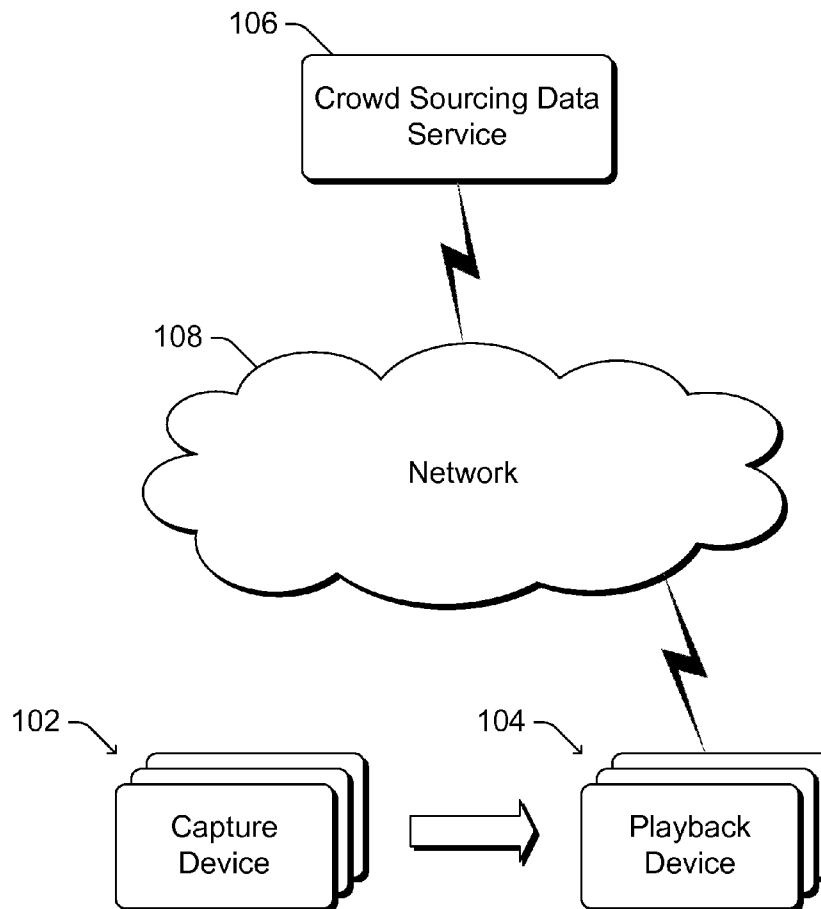 106
Crowd Sourcing Data
Service
108
Network
102
104
Capture
Device
Playback
Device